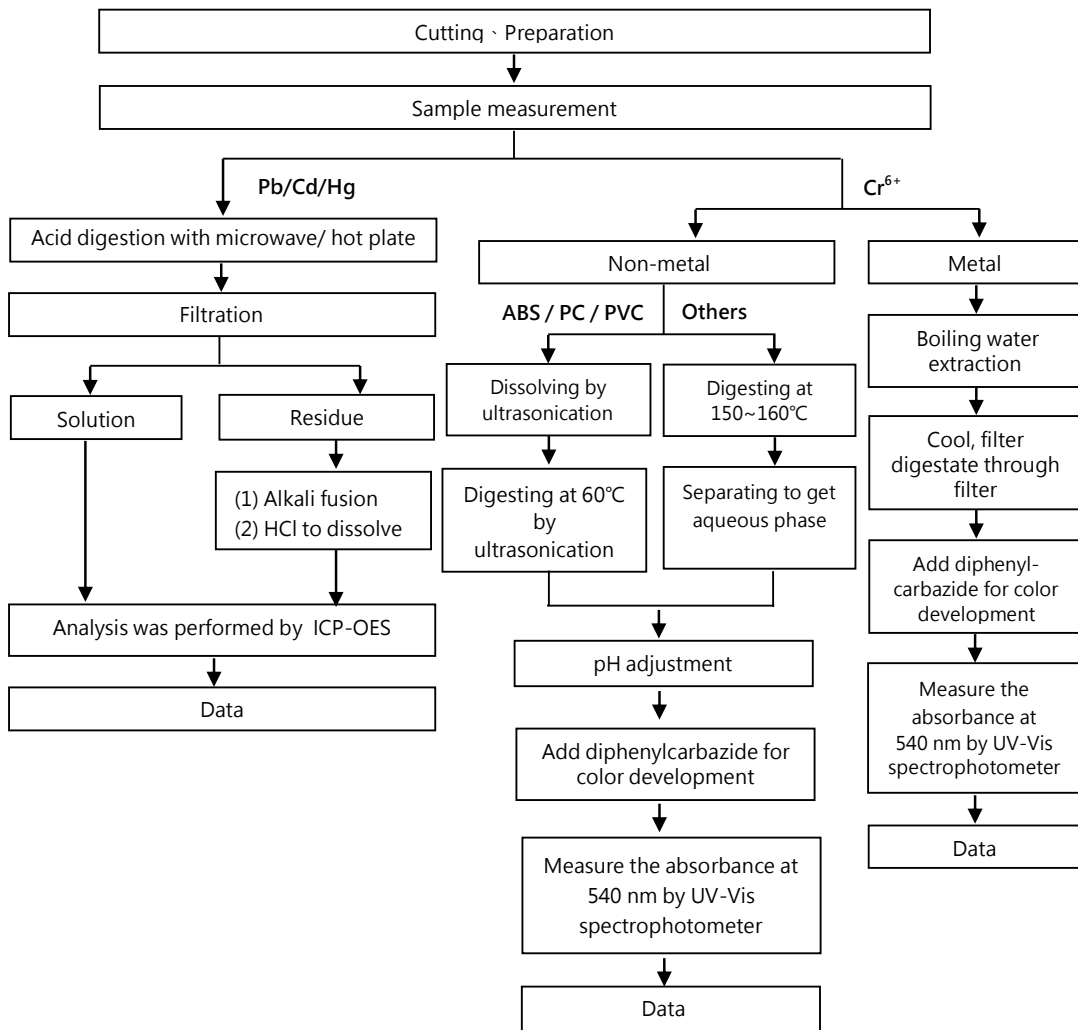 Cutting、Preparation
Sample measurement
Pb/Cd/Hg
Acid digestion with microwave/ hot plate
Filtration
Solution
Residue
(1) Alkali fusion
(2) HCl to dissolve
Analysis was performed by ICP-OES
Data
Cr⁶⁺
Non-metal
ABS / PC / PVC
Others
Dissolving by
ultrasonication
Digesting at
150~160℃
Digesting at 60℃
by
ultrasonication
Separating to get
aqueous phase
pH adjustment
Add diphenylcarbazide for
color development
Measure the absorbance at
540 nm by UV-Vis
spectrophotometer
Data
Metal
Boiling water
extraction
Cool, filter
digestate through
filter
Add diphenyl-
carbazide for color
development
Measure the
absorbance at
540 nm by UV-Vis
spectrophotometer
Data